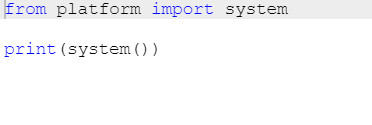 from platform import system
print(system())